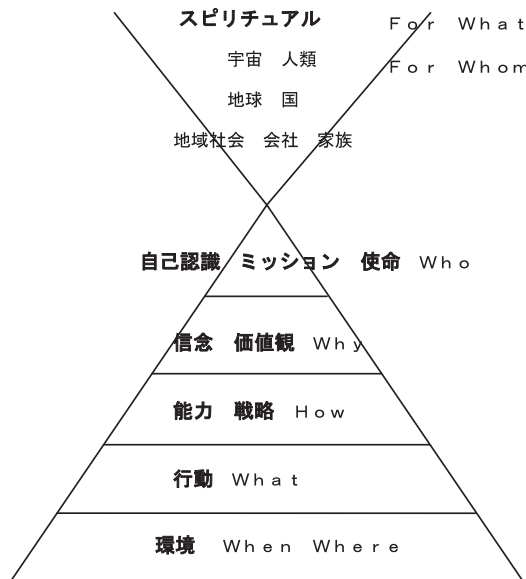 スピリチュアル　For What
宇宙　人類　For Whom
地球　国
地域社会　会社　家族
自己認識　ミッション　使命　Who
信念　価値観　Why
能力　戦略　How
行動　What
環境　When Where